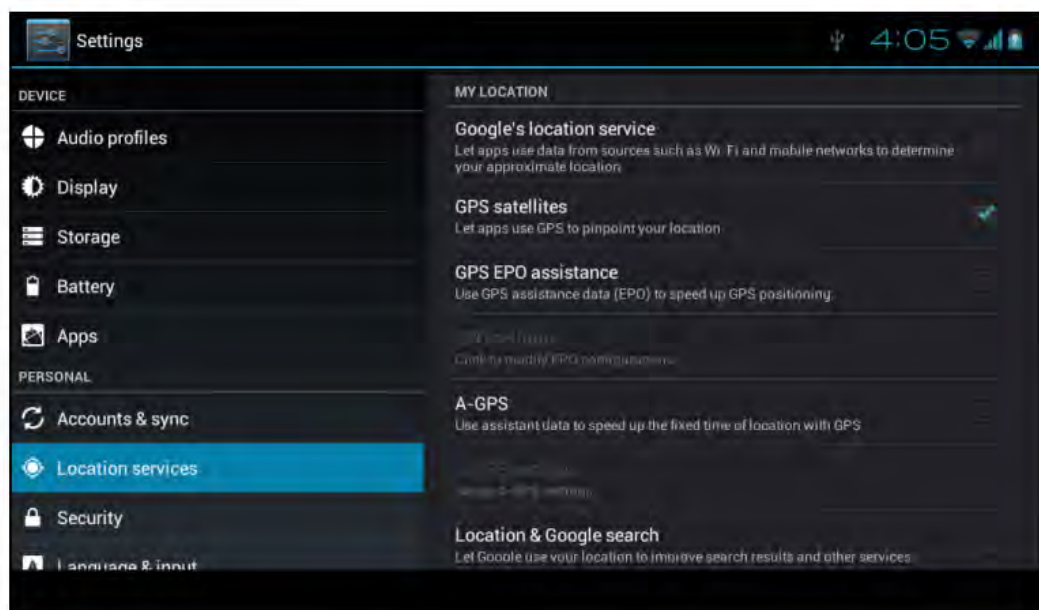 Settings
4:05
DEVICE
Audio profiles
Display
Storage
Battery
Apps
PERSONAL
Accounts & sync
Location services
Security
Language & input
MY LOCATION
Google's location service
Let apps use data from sources such as Wi-Fi and mobile networks to determine
your approximate location
GPS satellites
Let apps use GPS to pinpoint your location
GPS EPO assistance
Use GPS assistance data (EPO) to speed up GPS positioning
Click to modify EPO
A-GPS
Use assistant data to speed up the fixed time of location with GPS
Location & Google search
Let Google use your location to improve search results and other services